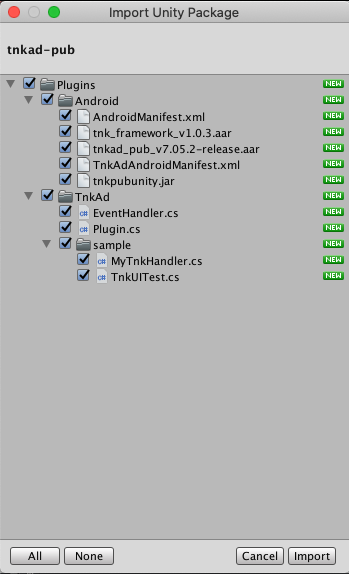 Import Unity Package
tnkad-pub
Plugins NEW
Android NEW
AndroidManifest.xml NEW
tnk_framework_v1.0.3.aar NEW
tnkad_pub_v7.05.2-release.aar NEW
TnkAdAndroidManifest.xml NEW
tnkpubunity.jar NEW
TnkAd NEW
C# EventHandler.cs NEW
C# Plugin.cs NEW
sample NEW
C# MyTnkHandler.cs NEW
C# TnkUITest.cs NEW
All None Cancel Import